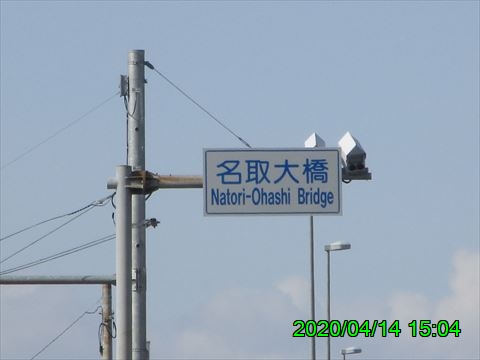 名取大橋
Natori-Ohashi Bridge
2020/04/14 15:04